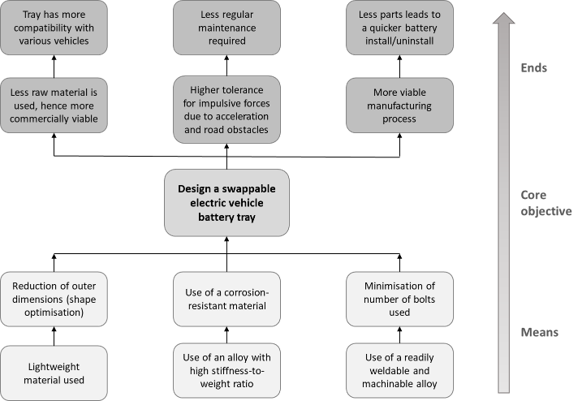 Tray has more
compatibility with
various vehicles
Less regular
maintenance
required
Less parts leads to
a quicker battery
install/uninstall
Ends
Less raw material is
used, hence more
commercially viable
Higher tolerance
for impulsive forces
due to acceleration
and road obstacles
More viable
manufacturing
process
Design a swappable
electric vehicle
battery tray
Core
objective
Reduction of outer
dimensions (shape
optimisation)
Use of a corrosion-
resistant material
Minimisation of
number of bolts
used
Means
Lightweight
material used
Use of an alloy with
high stiffness-to-
weight ratio
Use of a readily
weldable and
machinable alloy